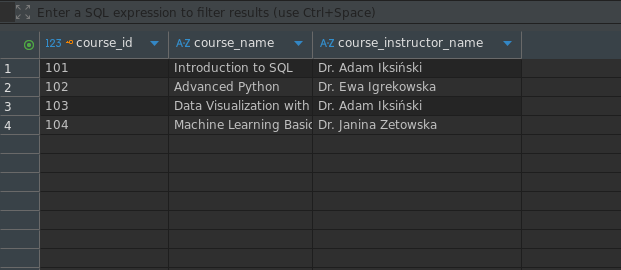 Enter a SQL expression to filter results (use Ctrl+Space)
123 course_id A-Z course_name A-Z course_instructor_name
1 101 Introduction to SQL Dr. Adam Iksiński
2 102 Advanced Python Dr. Ewa Igrekowska
3 103 Data Visualization with Dr. Adam Iksiński
4 104 Machine Learning Basic Dr. Janina Zetowska